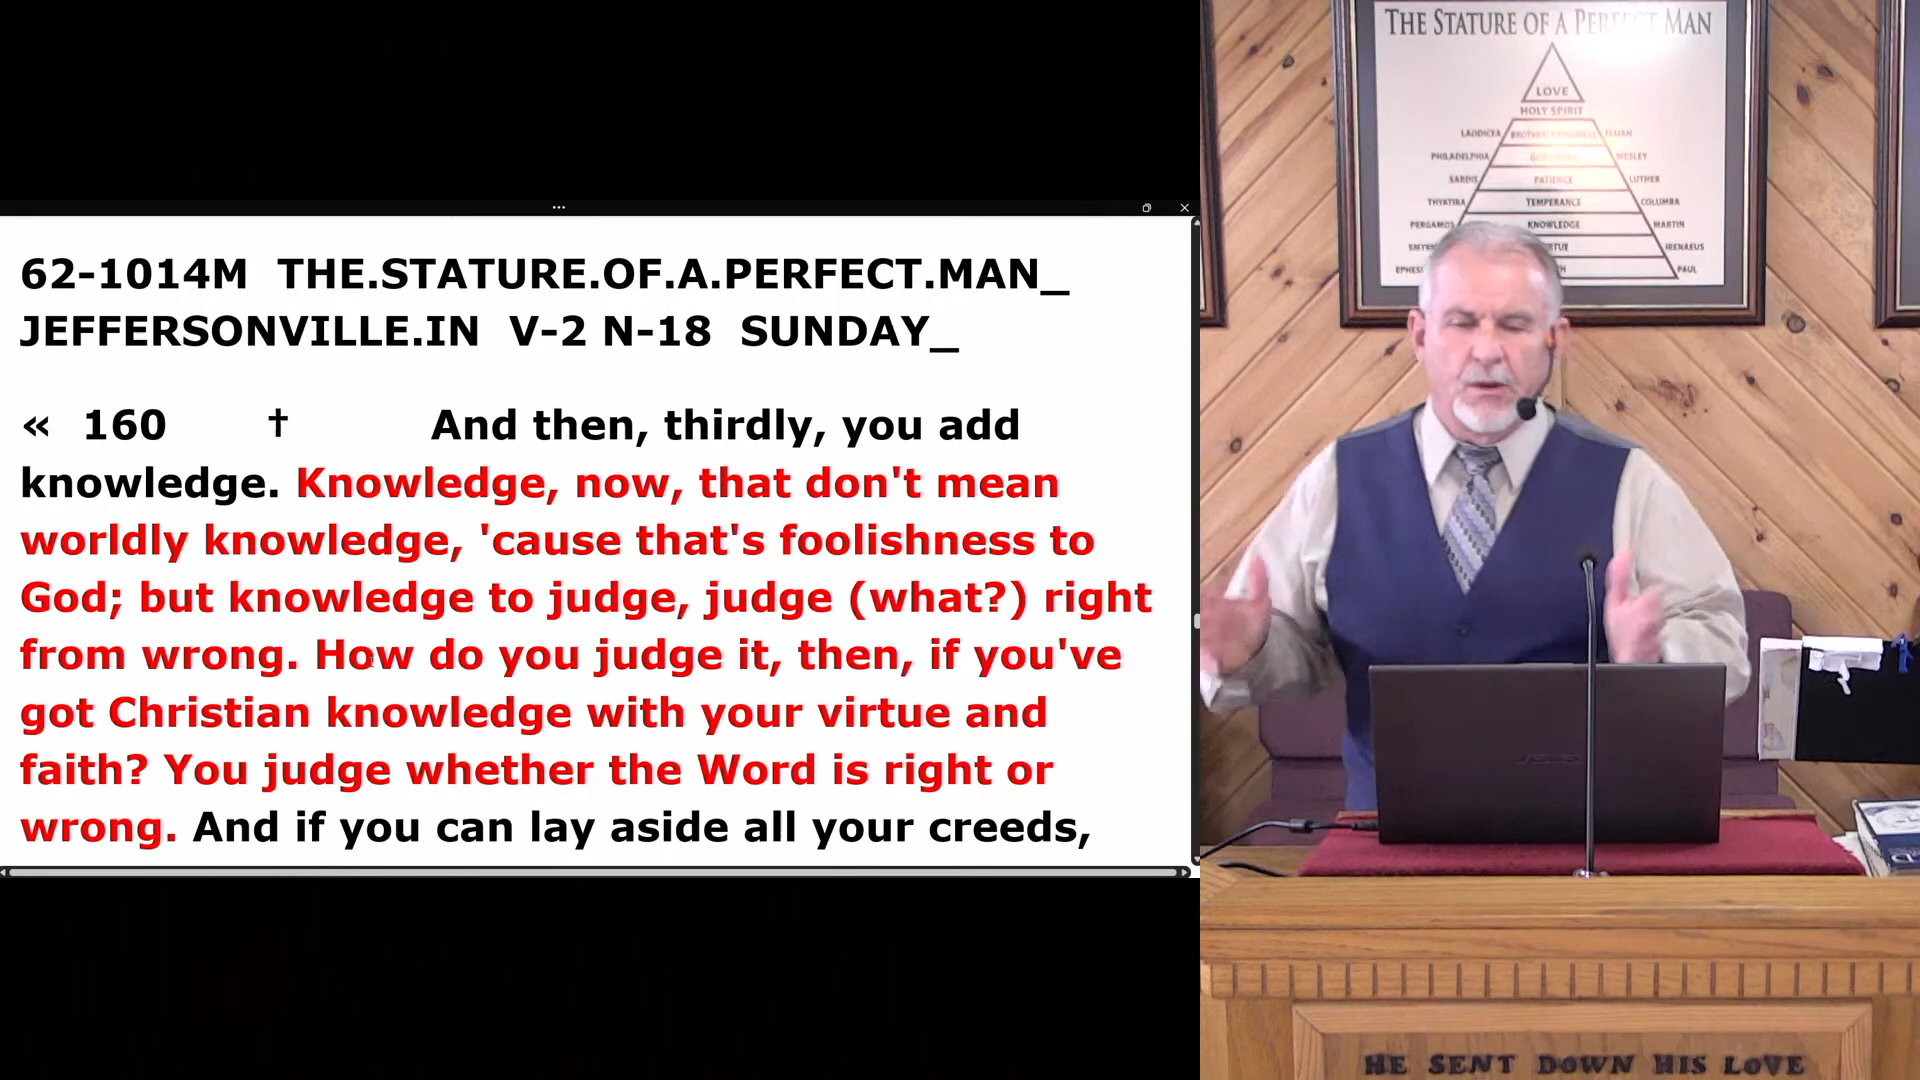 62-1014M THE.STATURE.OF.A.PERFECT.MAN_
JEFFERSONVILLE.IN V-2 N-18 SUNDAY_
« 160 † And then, thirdly, you add
knowledge. Knowledge, now, that don't mean
worldly knowledge, 'cause that's foolishness to
God; but knowledge to judge, judge (what?) right
from wrong. How do you judge it, then, if you've
got Christian knowledge with your virtue and
faith? You judge whether the Word is right or
wrong. And if you can lay aside all your creeds,
THE STATURE OF A PERFECT MAN
LOVE
HOLY SPIRIT
LAODICEA BROTHERLY KINDNESS ELIJAH
PHILADELPHIA GODLINESS WESLEY
SARDIS PATIENCE LUTHER
THYATIRA TEMPERANCE COLUMBA
PERGAMOS KNOWLEDGE MARTIN
IRENAEUS
PAUL
HE SENT DOWN HIS LOVE